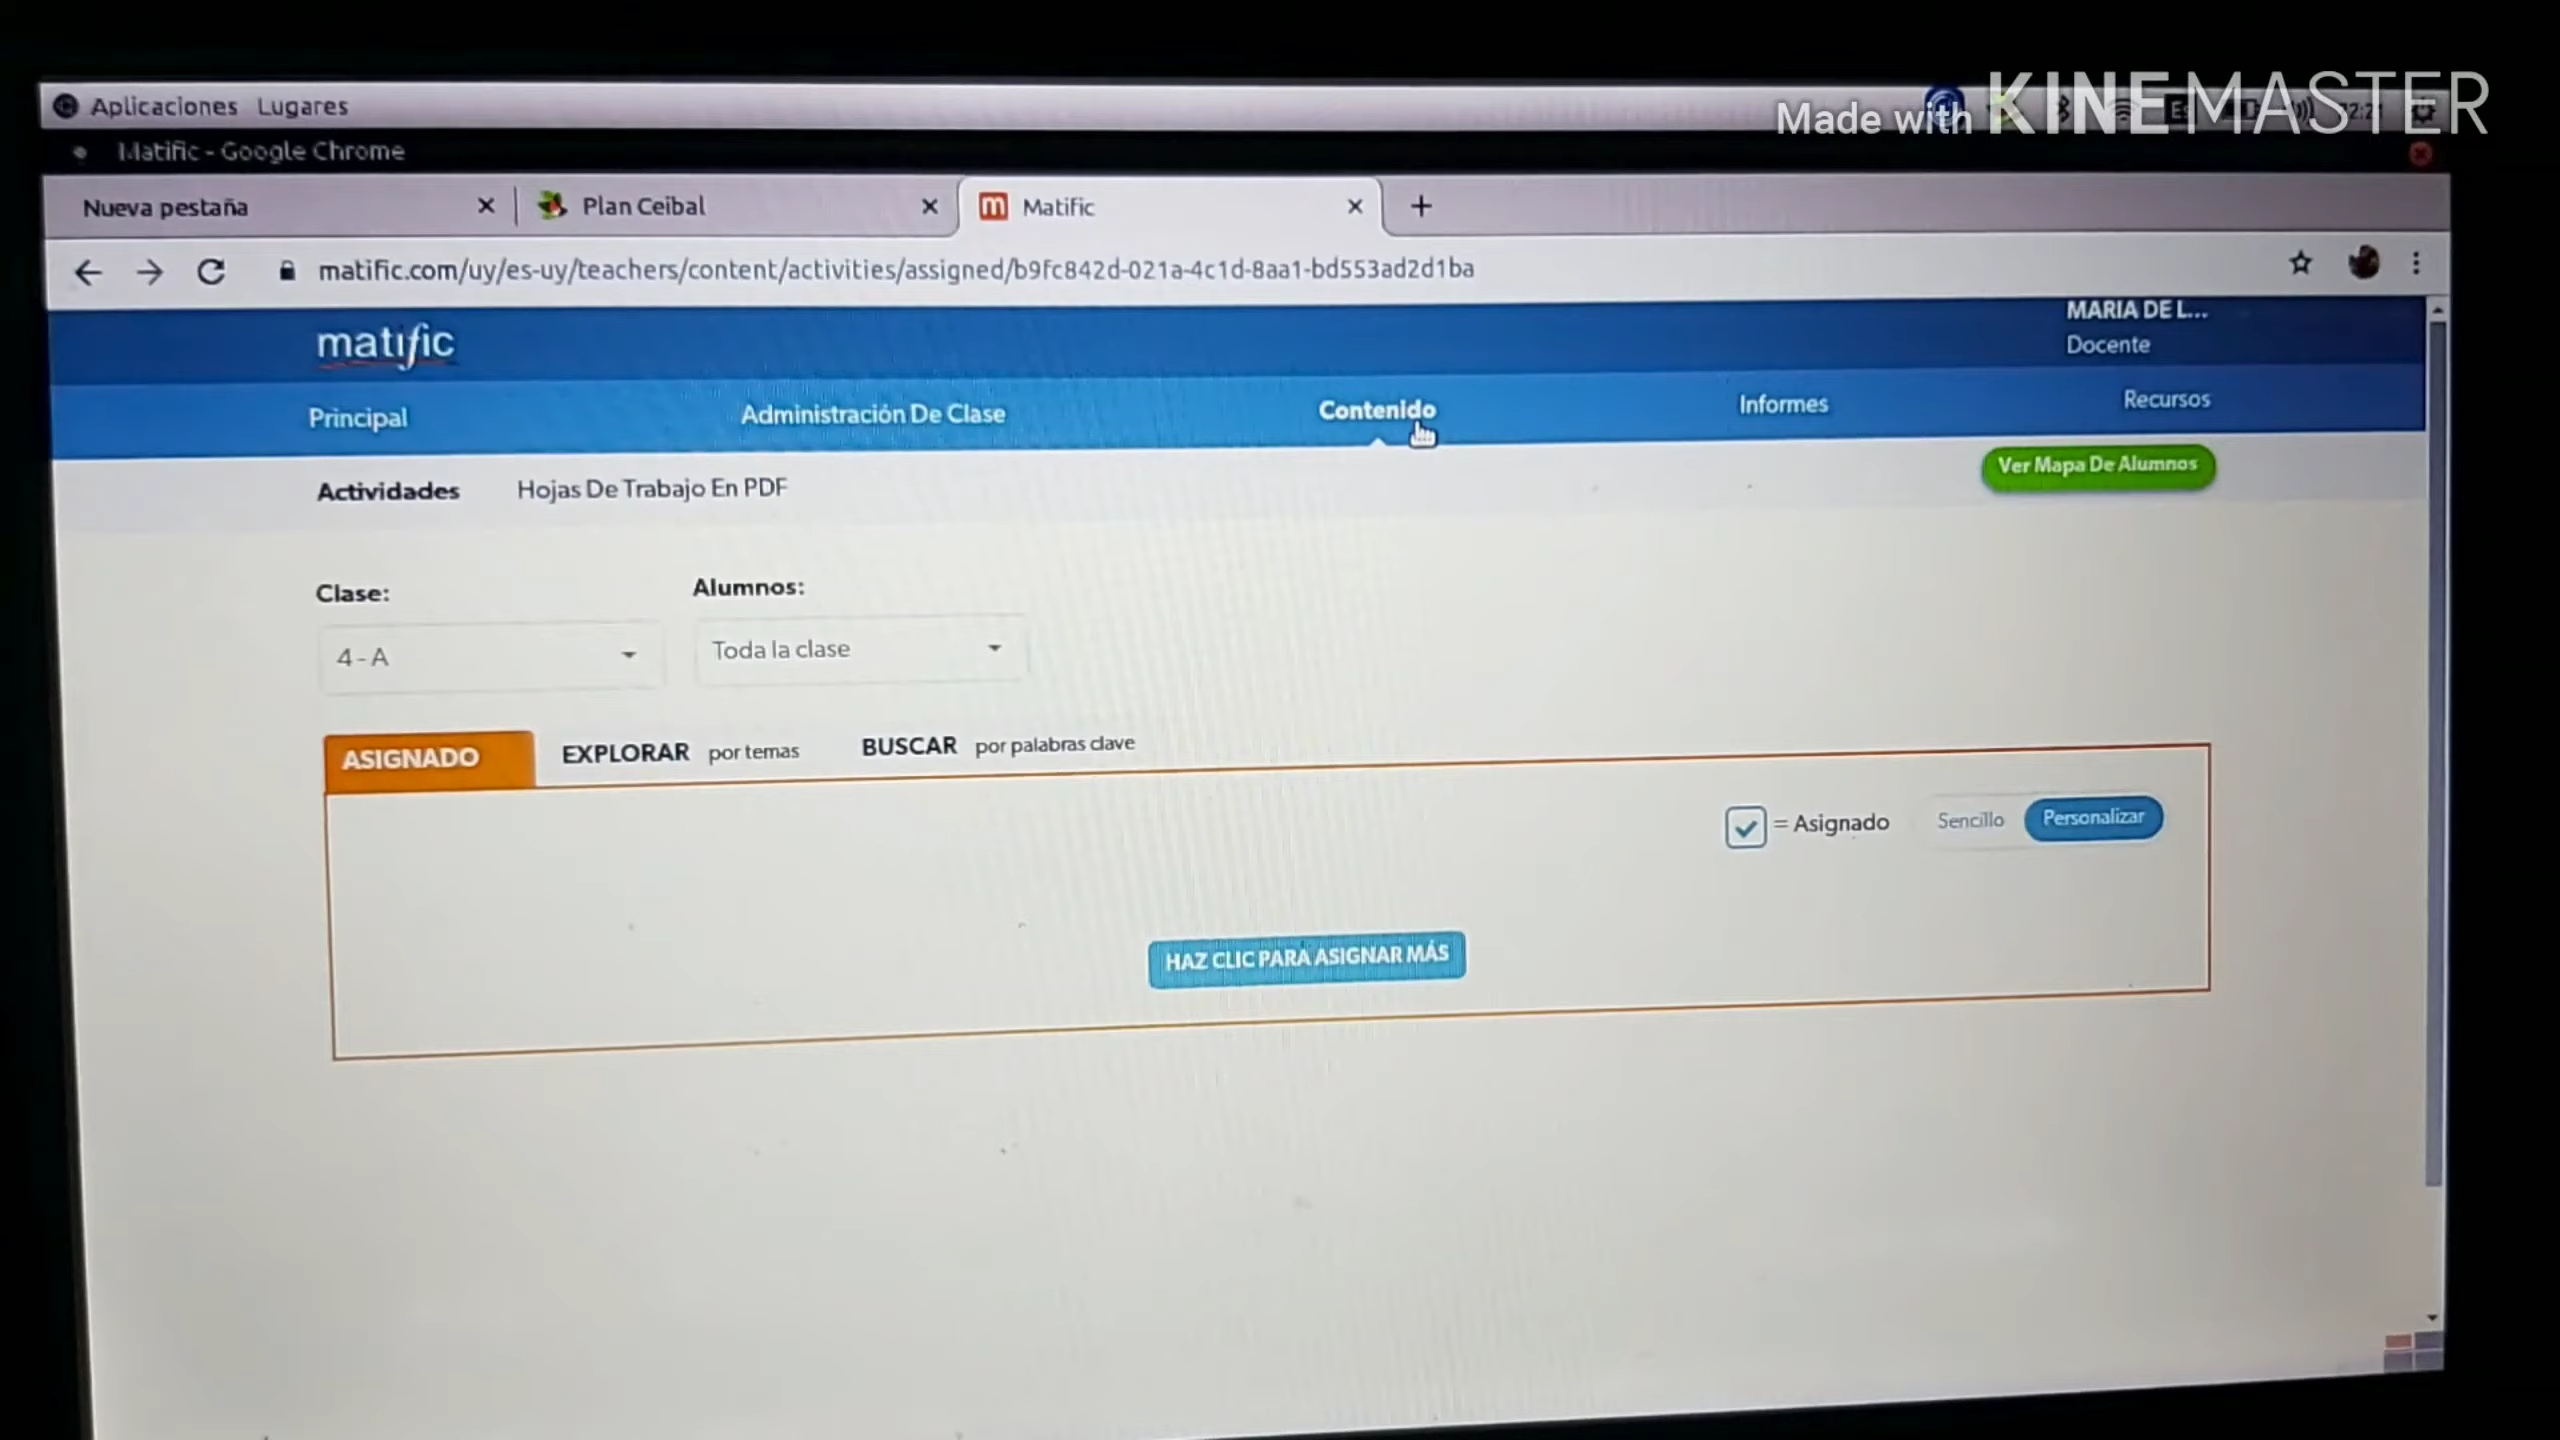 Aplicaciones Lugares
Made with KINEMASTER
Matific - Google Chrome
Nueva pestaña
Plan Ceibal
Matific
matific.com/uy/es-uy/teachers/content/activities/assigned/b9fc842d-021a-4c1d-8aa1-bd553ad2d1ba
matific
MARIA DE L...
Docente
Principal
Administración De Clase
Contenido
Informes
Recursos
Actividades
Hojas De Trabajo En PDF
Ver Mapa De Alumnos
Clase:
Alumnos:
4 - A
Toda la clase
ASIGNADO
EXPLORAR por temas
BUSCAR por palabras clave
= Asignado
Sencillo
Personalizar
HAZ CLIC PARA ASIGNAR MÁS